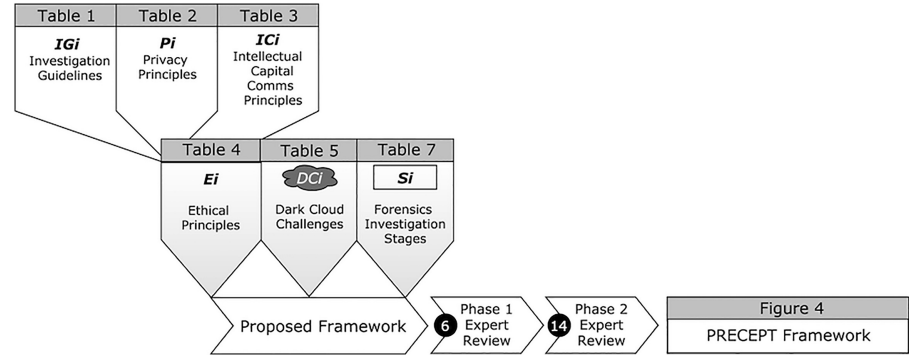 Table 1
Table 2
Table 3
IGi
Investigation
Guidelines
Pi
Privacy
Principles
ICi
Intellectual
Capital
Comms
Principles
Table 4
Table 5
Table 7
Ei
Ethical
Principles
DCi
Dark Cloud
Challenges
Si
Forensics
Investigation
Stages
Proposed Framework
6
Phase 1
Expert
Review
14
Phase 2
Expert
Review
Figure 4
PRECEPT Framework